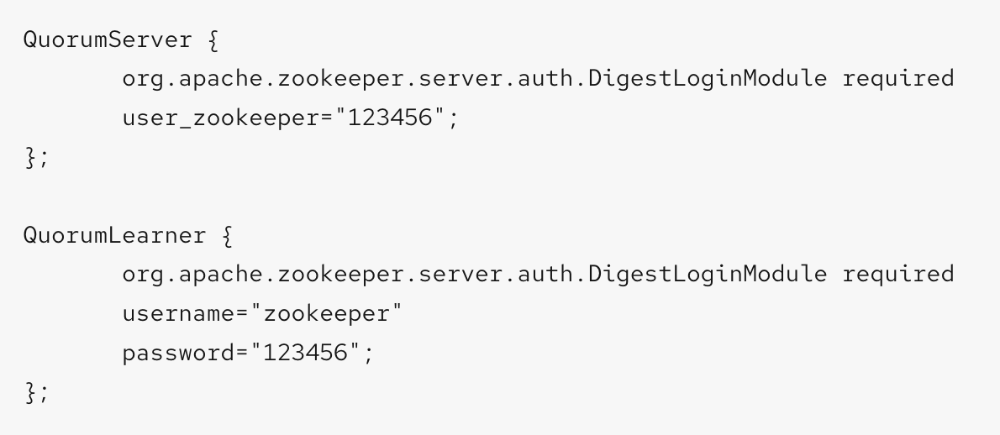 QuorumServer {
       org.apache.zookeeper.server.auth.DigestLoginModule required
       user_zookeeper="123456";
};

QuorumLearner {
       org.apache.zookeeper.server.auth.DigestLoginModule required
       username="zookeeper"
       password="123456";
};